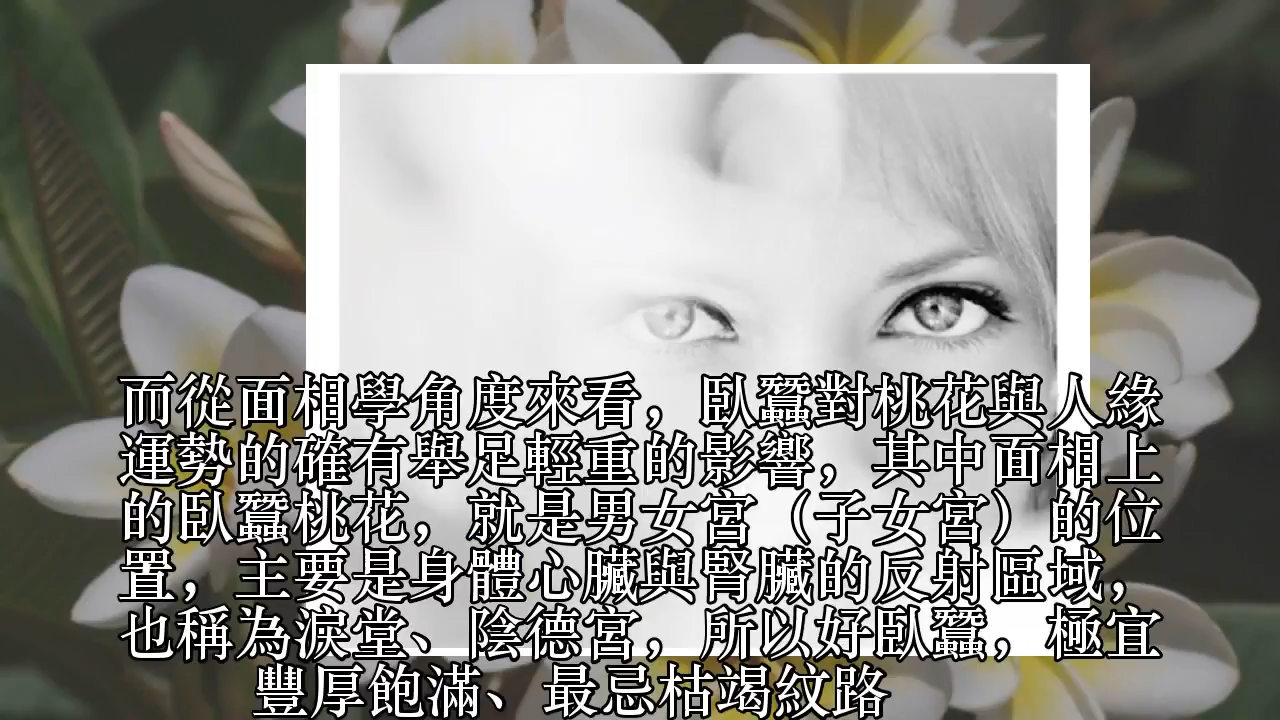 而從面相學角度來看，臥蠶對桃花與人緣
運勢的確有舉足輕重的影響，其中面相上
的臥蠶桃花，就是男女宮（子女宮）的位
置，主要是身體心臟與腎臟的反射區域，
也稱為淚堂、陰德宮，所以好臥蠶，極宜
豐厚飽滿、最忌枯竭紋路